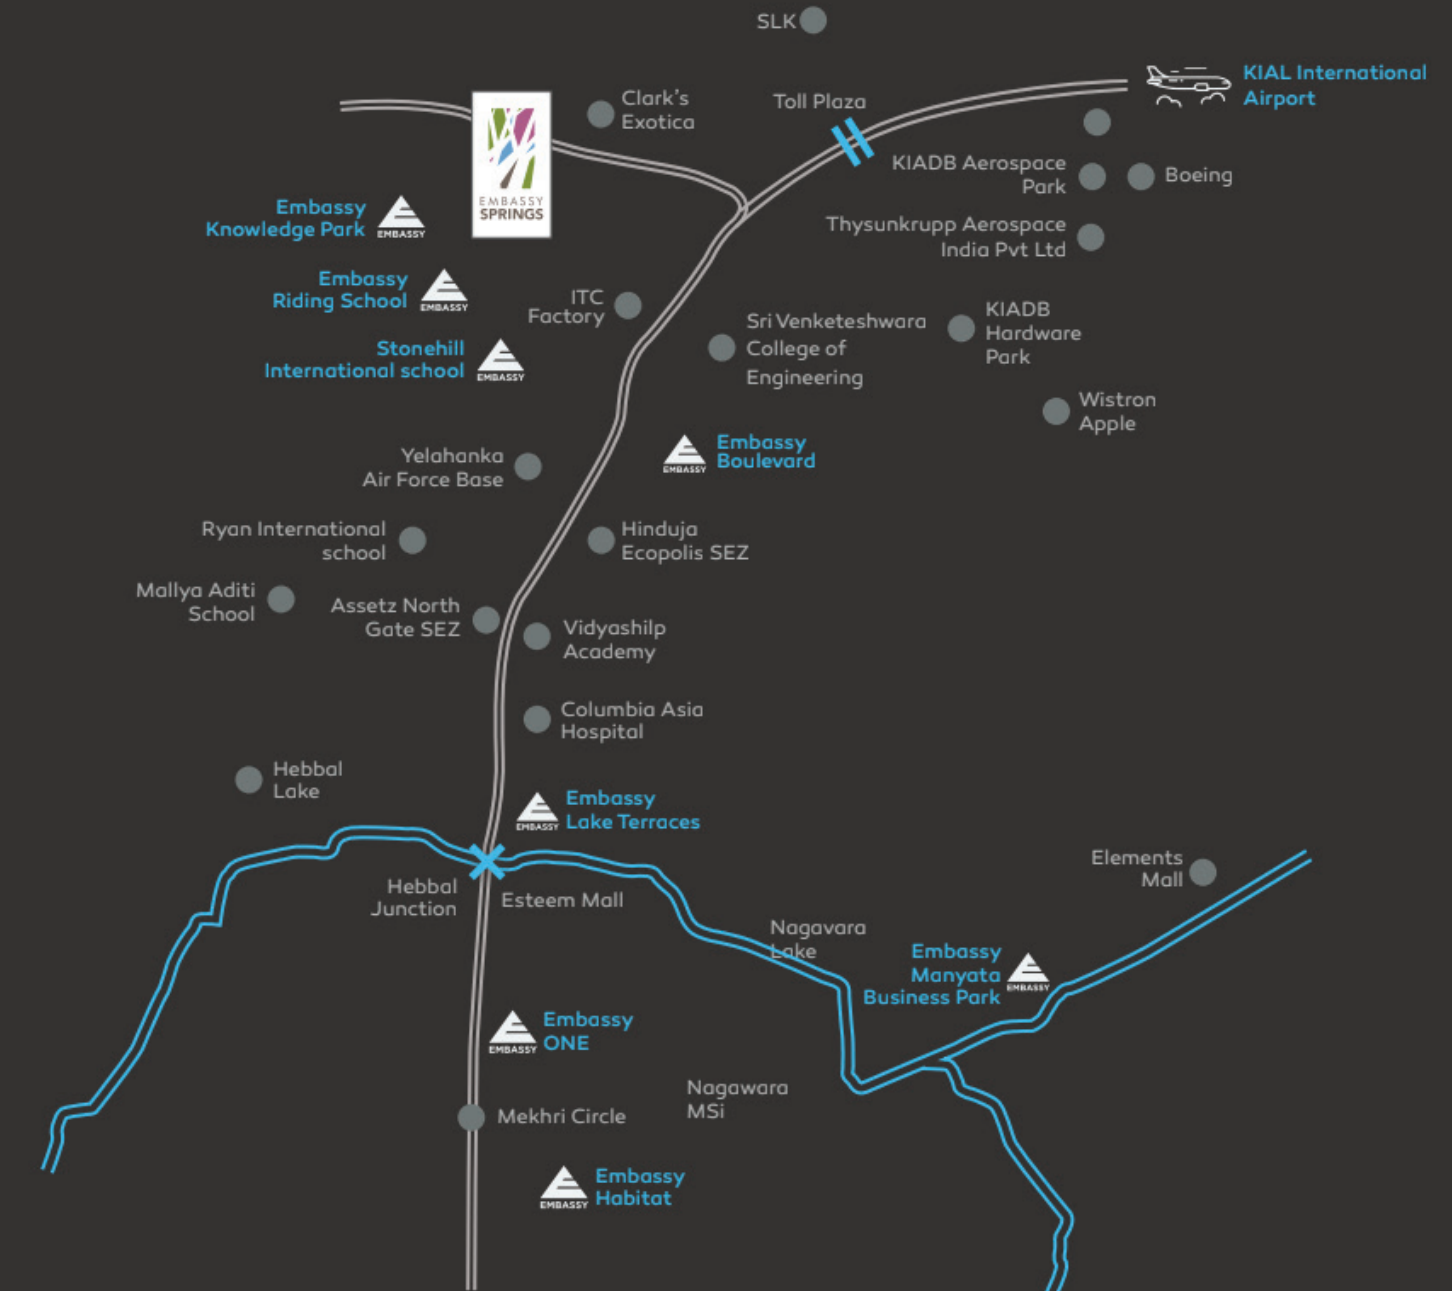 SLK
KIAL International
Airport
Clark's
Exotica
Toll Plaza
KIADB Aerospace
Park
Boeing
EMBASSY
SPRINGS
Embassy
Knowledge Park
EMBASSY
Thysunkrupp Aerospace
India Pvt Ltd
Embassy
Riding School
EMBASSY
ITC
Factory
Sri Venketeshwara
College of
Engineering
KIADB
Hardware
Park
Stonehill
International school
EMBASSY
Wistron
Apple
Embassy
Boulevard
EMBASSY
Yelahanka
Air Force Base
Ryan International
school
Hinduja
Ecopolis SEZ
Mallya Aditi
School
Assetz North
Gate SEZ
Vidyashilp
Academy
Columbia Asia
Hospital
Hebbal
Lake
Embassy
Lake Terraces
EMBASSY
Hebbal
Junction
Esteem Mall
Elements
Mall
Nagavara
Lake
Embassy
Manyata
Business Park
EMBASSY
Embassy
ONE
EMBASSY
Nagawara
MSi
Mekhri Circle
Embassy
Habitat
EMBASSY